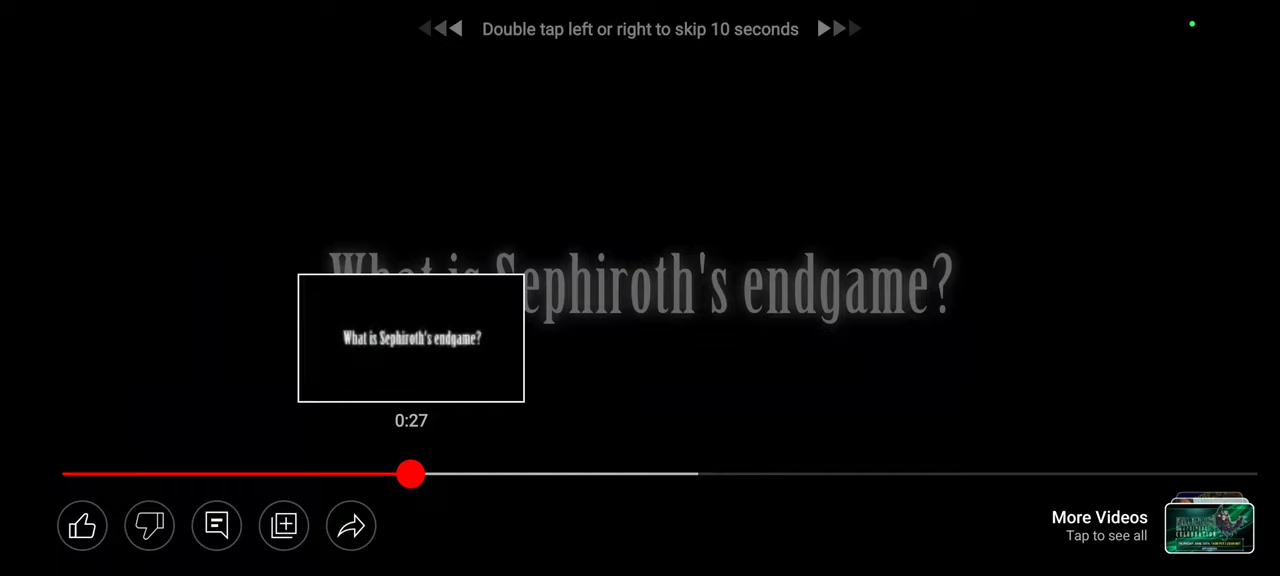 Double tap left or right to skip 10 seconds
What is Sephiroth's endgame?
What is Sephiroth's endgame?
0:27
More Videos
Tap to see all
CELEBRATION